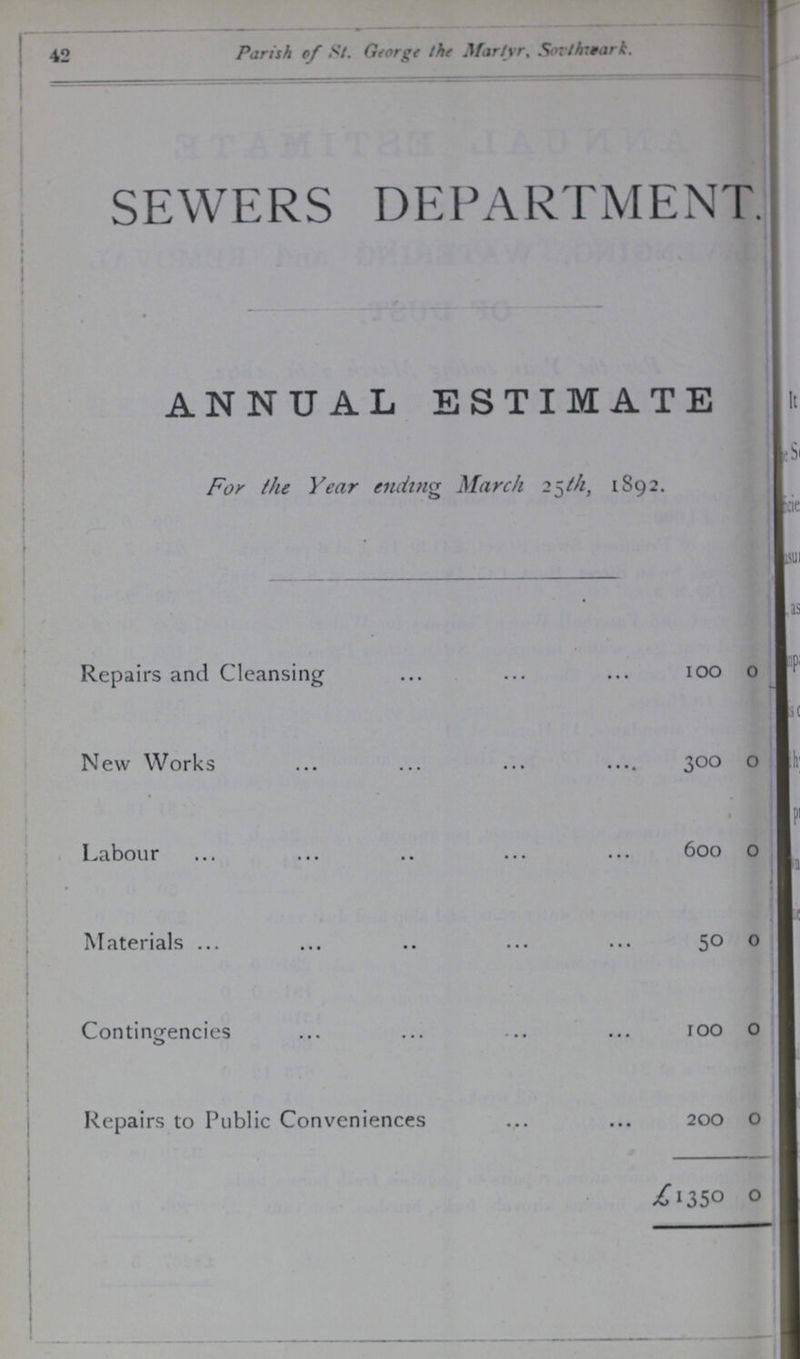 42 Parish of St. George the Martyr, Southwark.
SEWERS DEPARTMENT.
ANNUAL ESTIMATE
For the Year ending March 25th, 1892.
Repairs and Cleansing ... ... ... 100 0
New Works ... ... ... .... 300 0
Labour ... ... .. ... ... 600 0
Materials ... ... .. ... ... 50 0
Contingencies ... ... .. ... 100 0
Repairs to Public Conveniences ... ... 200 0
£1350 0